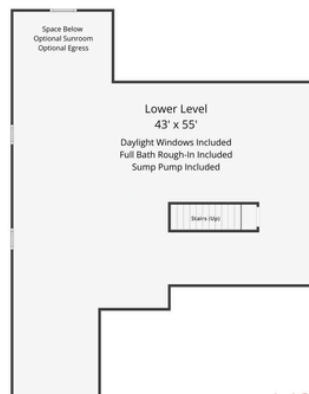 Space Below
Optional Sunroom
Optional Egress
Lower Level
43' x 55'
Daylight Windows Included
Full Bath Rough-In Included
Sump Pump Included
Stairs (Up)